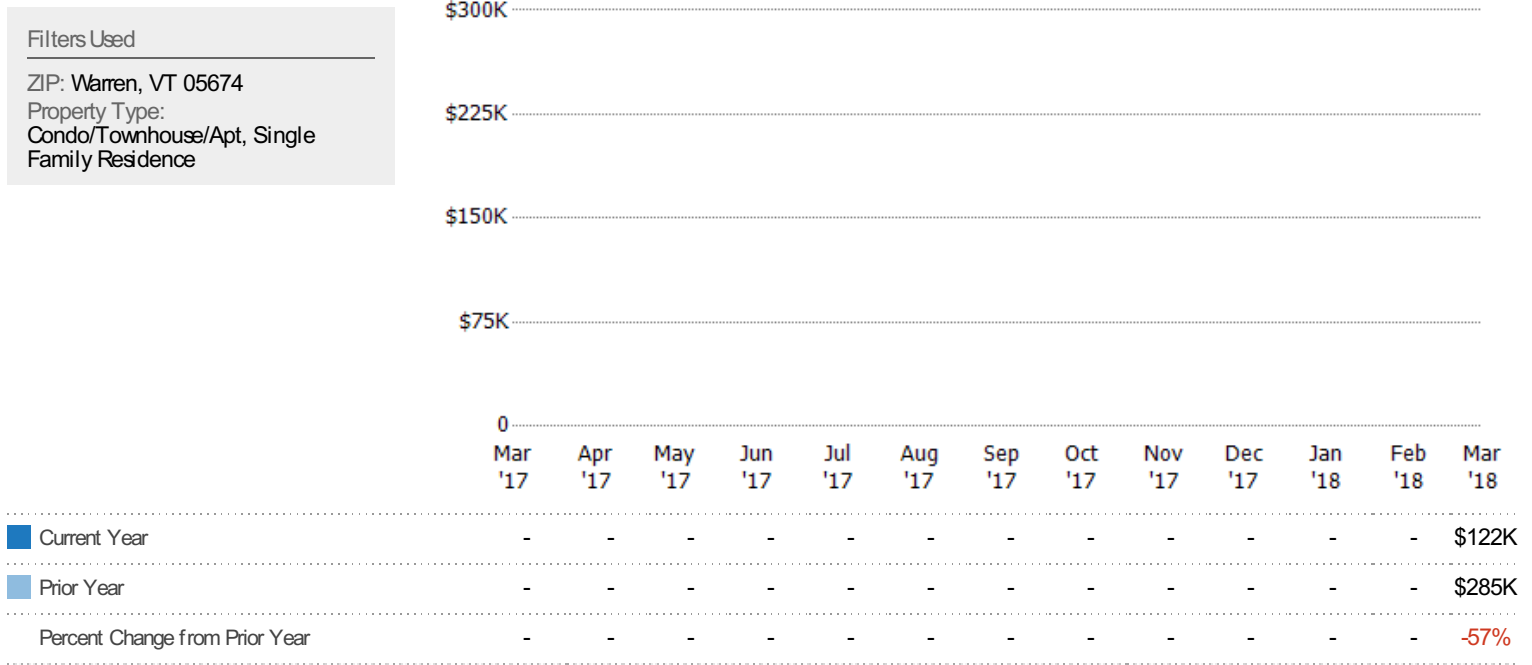 Filters Used
ZIP: Warren, VT 05674
Property Type:
Condo/Townhouse/Apt, Single
Family Residence
$300K
$225K
$150K
$75K
0
Mar Apr May Jun Jul Aug Sep Oct Nov Dec Jan Feb Mar
'17 '17 '17 '17 '17 '17 '17 '17 '17 '17 '18 '18 '18
Current Year - - - - - - - - - - - - $122K
Prior Year - - - - - - - - - - - - $285K
Percent Change from Prior Year - - - - - - - - - - - - -57%